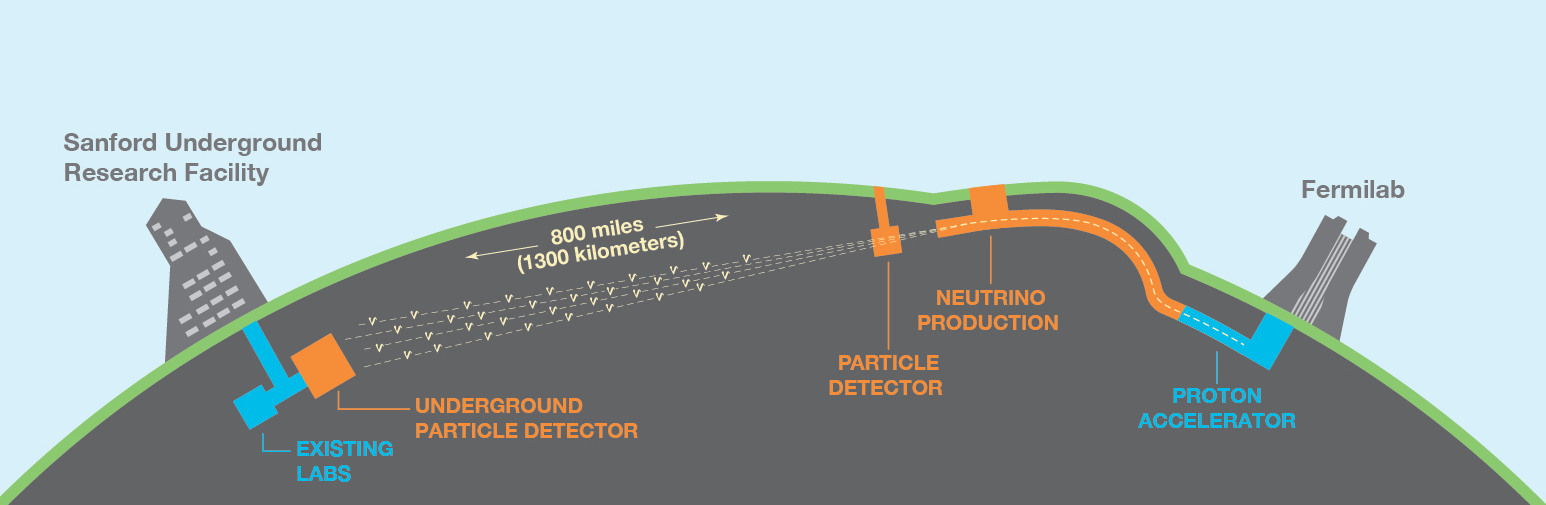 Sanford Underground
Research Facility
Fermilab
800 miles
(1300 kilometers)
NEUTRINO
PRODUCTION
PARTICLE
DETECTOR
PROTON
ACCELERATOR
UNDERGROUND
PARTICLE DETECTOR
EXISTING
LABS